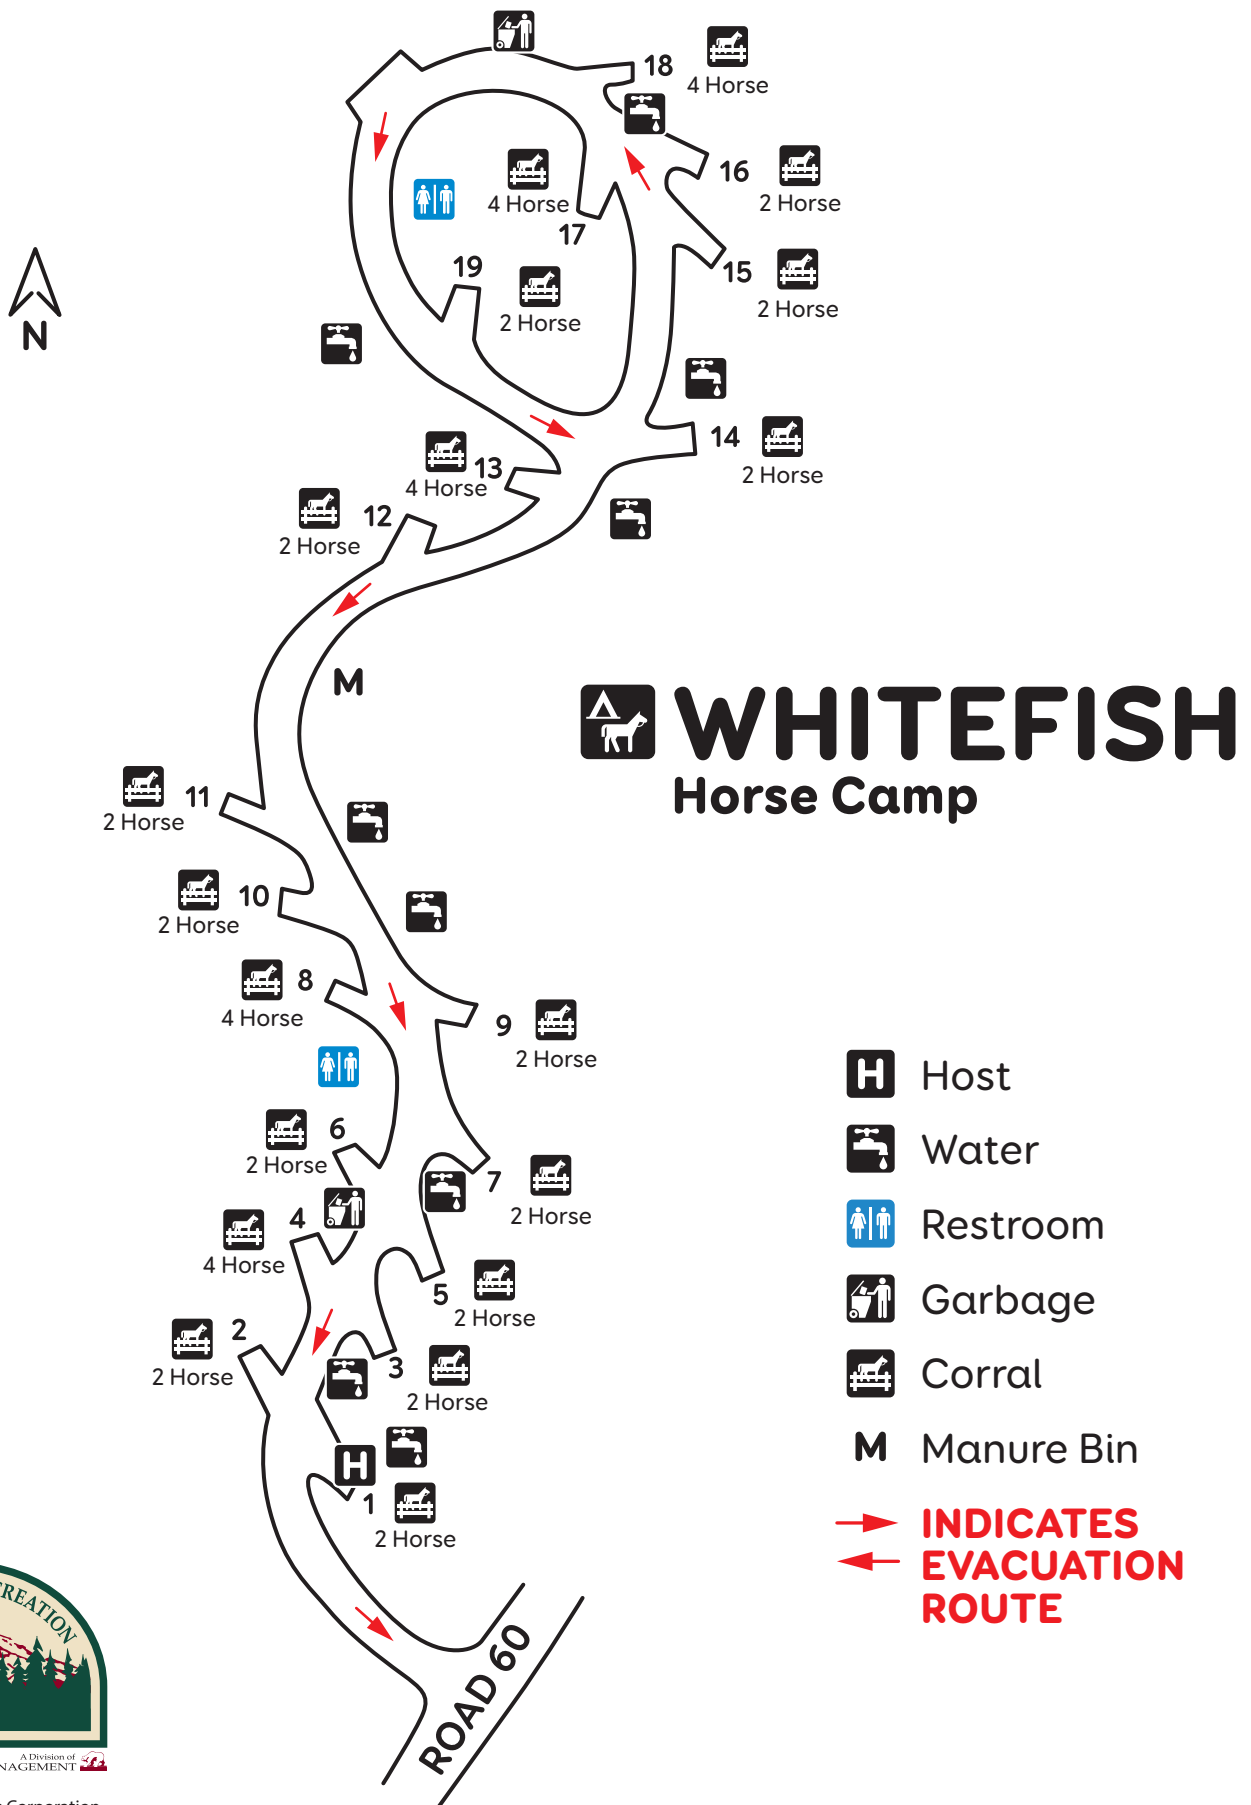 18
4 Horse
16
2 Horse
4 Horse
17
15
2 Horse
19
2 Horse
N
14
2 Horse
13
4 Horse
12
2 Horse
M
WHITEFISH
Horse Camp
11
2 Horse
10
2 Horse
8
4 Horse
9
2 Horse
6
2 Horse
7
2 Horse
4
4 Horse
5
2 Horse
2
2 Horse
3
2 Horse
H
1
2 Horse
ROAD 60
H Host
Water
Restroom
Garbage
Corral
M Manure Bin
INDICATES
EVACUATION
ROUTE
A Division of